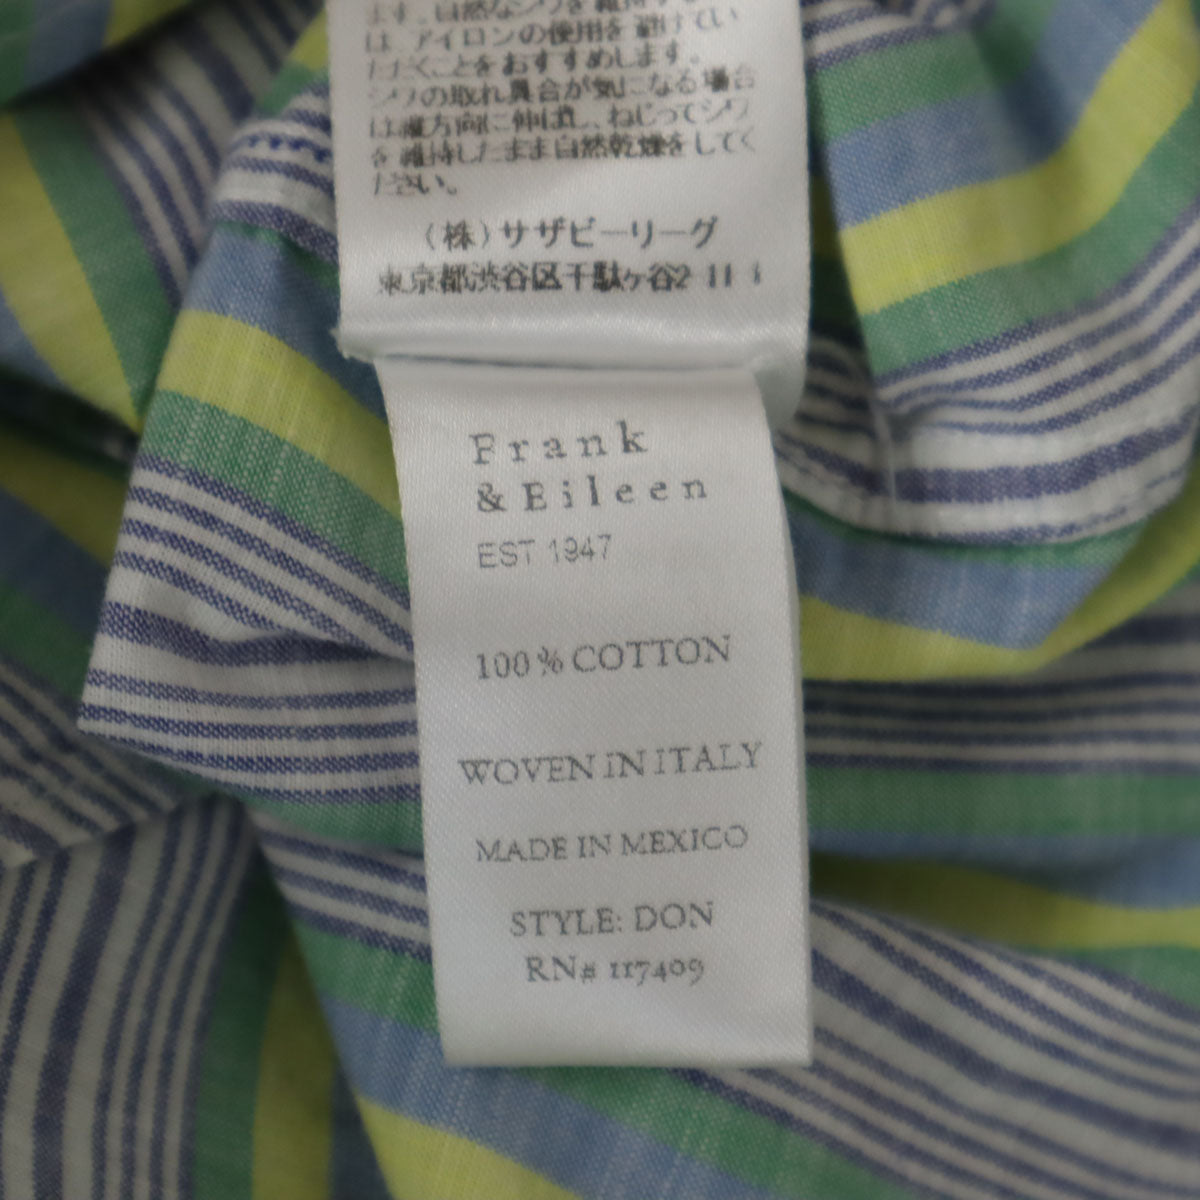 ます。自然なシワを維持する
は、アイロンの使用を避けてい
ただくことをおすすめします。
シワの取れ具合が気になる場合
は縦方向に伸ばし、ねじってシワ
を維持したまま自然乾燥をしてく
ださい。
(株)サザビーリーグ
東京都渋谷区千駄ヶ谷2-11-1
Frank
& Eileen
EST 1947
100% COTTON
WOVEN IN ITALY
MADE IN MEXICO
STYLE: DON
RN# 117409